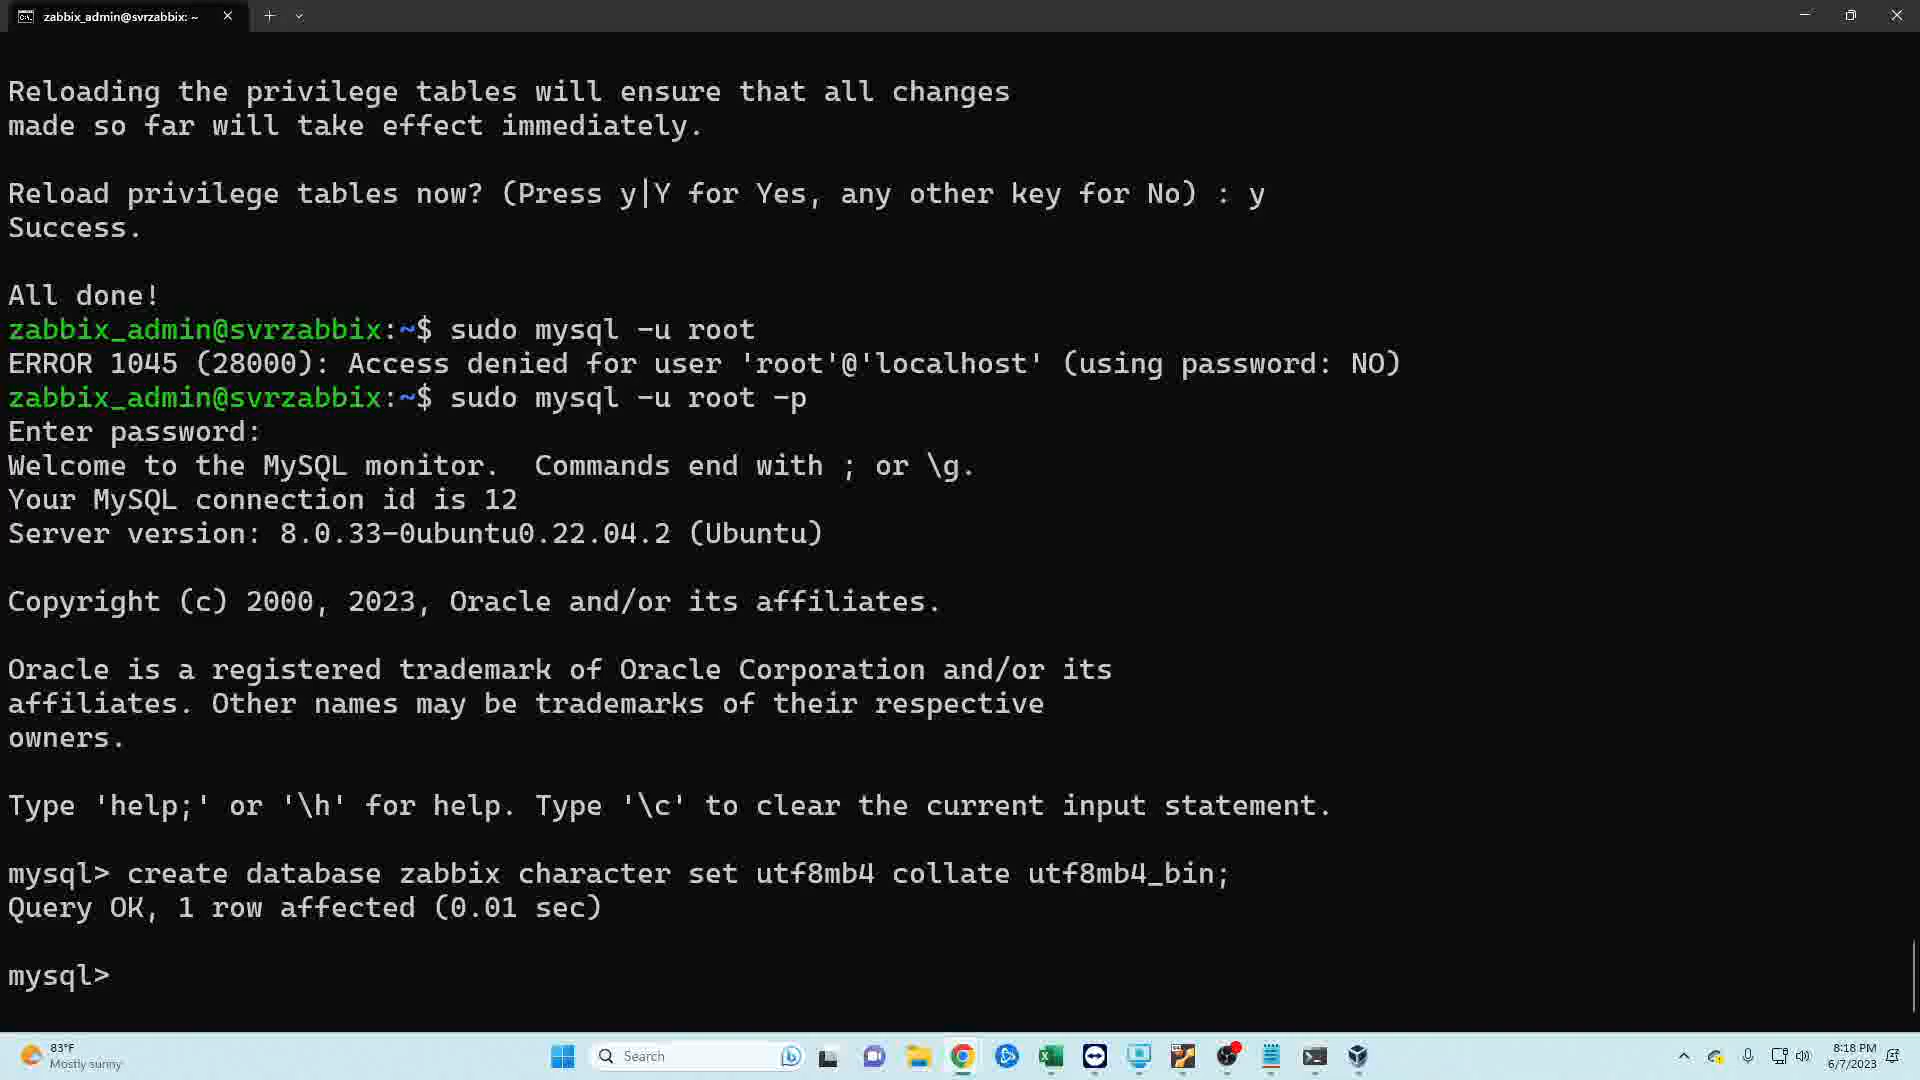 zabbix_admin@svrzabbix: ~
Reloading the privilege tables will ensure that all changes
made so far will take effect immediately.
Reload privilege tables now? (Press y|Y for Yes, any other key for No) : y
Success.
All done!
zabbix_admin@svrzabbix:~$ sudo mysql -u root
ERROR 1045 (28000): Access denied for user 'root'@'localhost' (using password: NO)
zabbix_admin@svrzabbix:~$ sudo mysql -u root -p
Enter password:
Welcome to the MySQL monitor.  Commands end with ; or \g.
Your MySQL connection id is 12
Server version: 8.0.33-0ubuntu0.22.04.2 (Ubuntu)
Copyright (c) 2000, 2023, Oracle and/or its affiliates.
Oracle is a registered trademark of Oracle Corporation and/or its
affiliates. Other names may be trademarks of their respective
owners.
Type 'help;' or '\h' for help. Type '\c' to clear the current input statement.
mysql> create database zabbix character set utf8mb4 collate utf8mb4_bin;
Query OK, 1 row affected (0.01 sec)
mysql>
83°F
Mostly sunny
Search
8:18 PM
6/7/2023